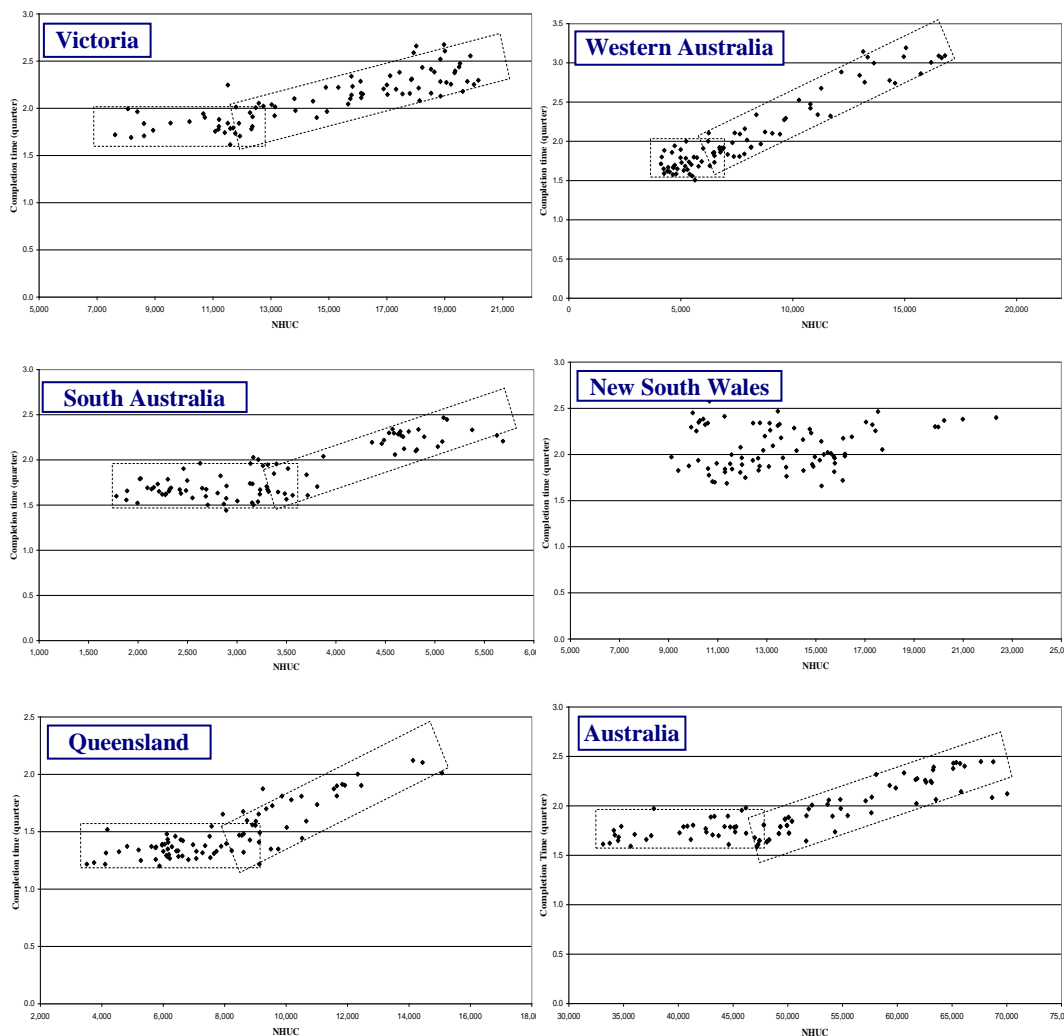 Victoria
Completion time (quarter)
3.0
2.5
2.0
1.5
1.0
0.5
0.0
5,000 7,000 9,000 11,000 13,000 15,000 17,000 19,000 21,000
NHUC
Western Australia
Completion time (quarter)
3.5
3.0
2.5
2.0
1.5
1.0
0.5
0.0
0 5,000 10,000 15,000 20,000
NHUC
South Australia
Completion time (quarter)
3.0
2.5
2.0
1.5
1.0
0.5
0.0
1,000 1,500 2,000 2,500 3,000 3,500 4,000 4,500 5,000 5,500 6,00
NHUC
New South Wales
Completion time (quarter)
3.0
2.5
2.0
1.5
1.0
0.5
0.0
5,000 7,000 9,000 11,000 13,000 15,000 17,000 19,000 21,000 23,000 25,00
NHUC
Queensland
Completion time (quarter)
2.5
2.0
1.5
1.0
0.5
0.0
2,000 4,000 6,000 8,000 10,000 12,000 14,000 16,000 18,000
NHUC
Australia
Completion Time (quarter)
3.0
2.5
2.0
1.5
1.0
0.5
0.0
30,000 35,000 40,000 45,000 50,000 55,000 60,000 65,000 70,000 75,00
NHUC